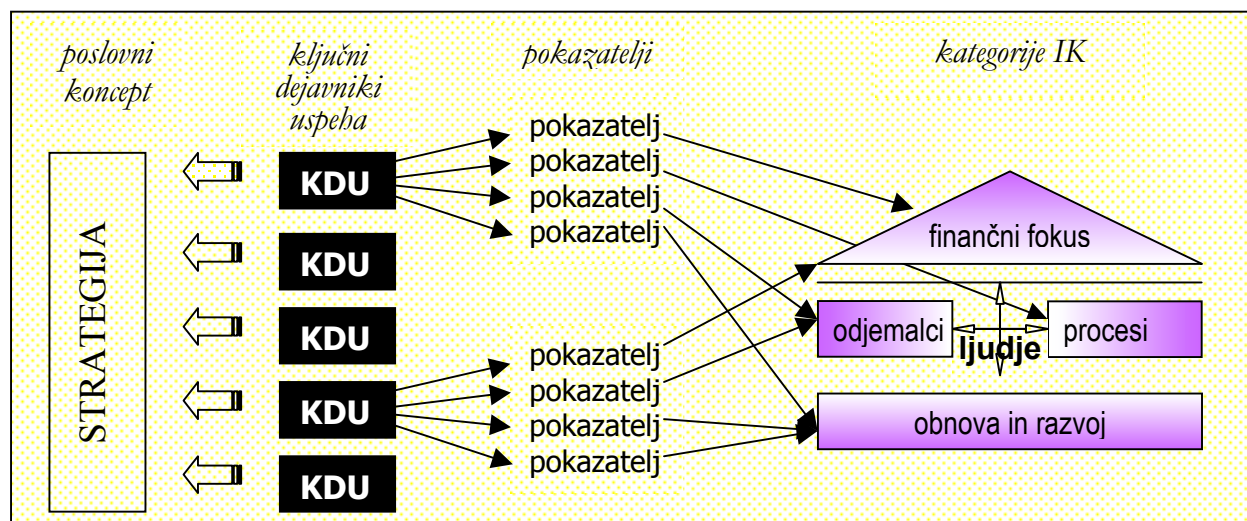 poslovni
koncept
ključni
dejavniki
uspeha
pokazatelji
kategorije IK
STRATEGIJA
KDU
KDU
KDU
KDU
KDU
pokazatelj
pokazatelj
pokazatelj
pokazatelj
pokazatelj
pokazatelj
pokazatelj
pokazatelj
finančni fokus
odjemalci
ljudje
procesi
obnova in razvoj